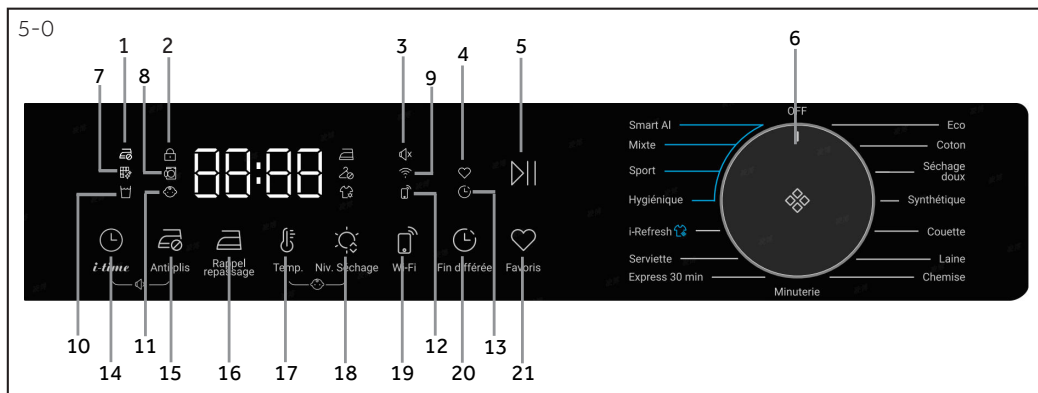 5-0
1
2
3
4
5
6
7
8
9
88:88
OFF
Smart AI
Mixte
Sport
Hygiénique
i-Refresh
Serviette
Express 30 min
Minuterie
Eco
Coton
Séchage
doux
Synthétique
Couette
Laine
Chemise
i-time
Anti-plis
Rappel
repassage
Temp.
Niv. Séchage
Wi-Fi
Fin différée
Favoris
10
11
12
13
14
15
16
17
18
19
20
21